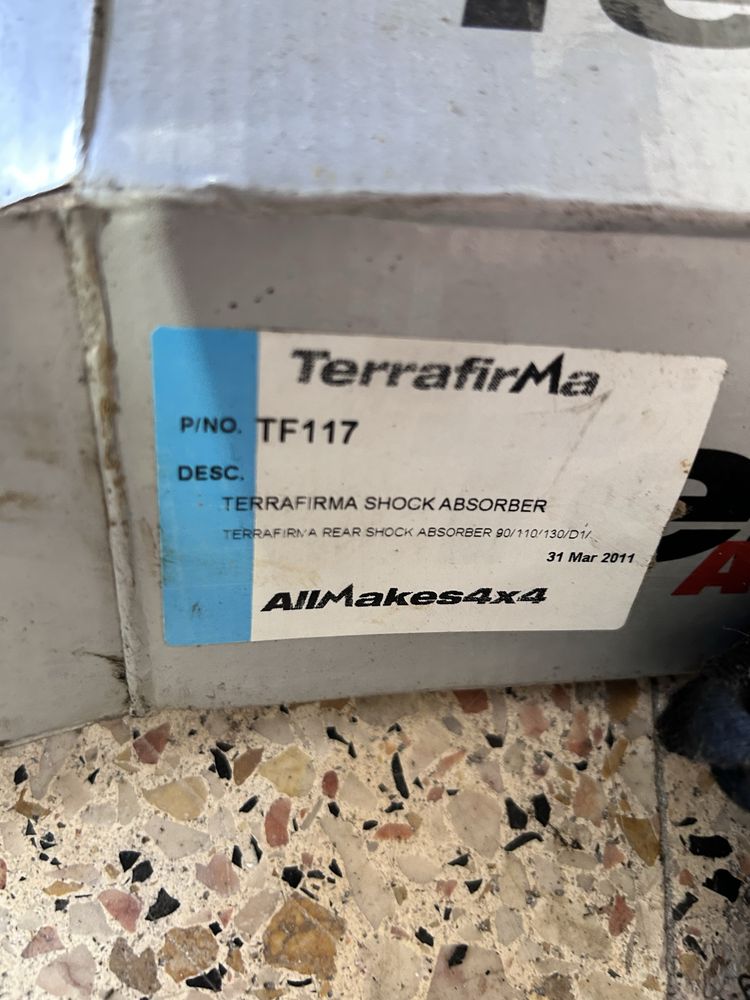 TerrafirMa
P/NO. TF117
DESC.
TERRAFIRMA SHOCK ABSORBER
TERRAFIRMA REAR SHOCK ABSORBER 90/110/130/D1/
31 Mar 2011
AllMakes4x4